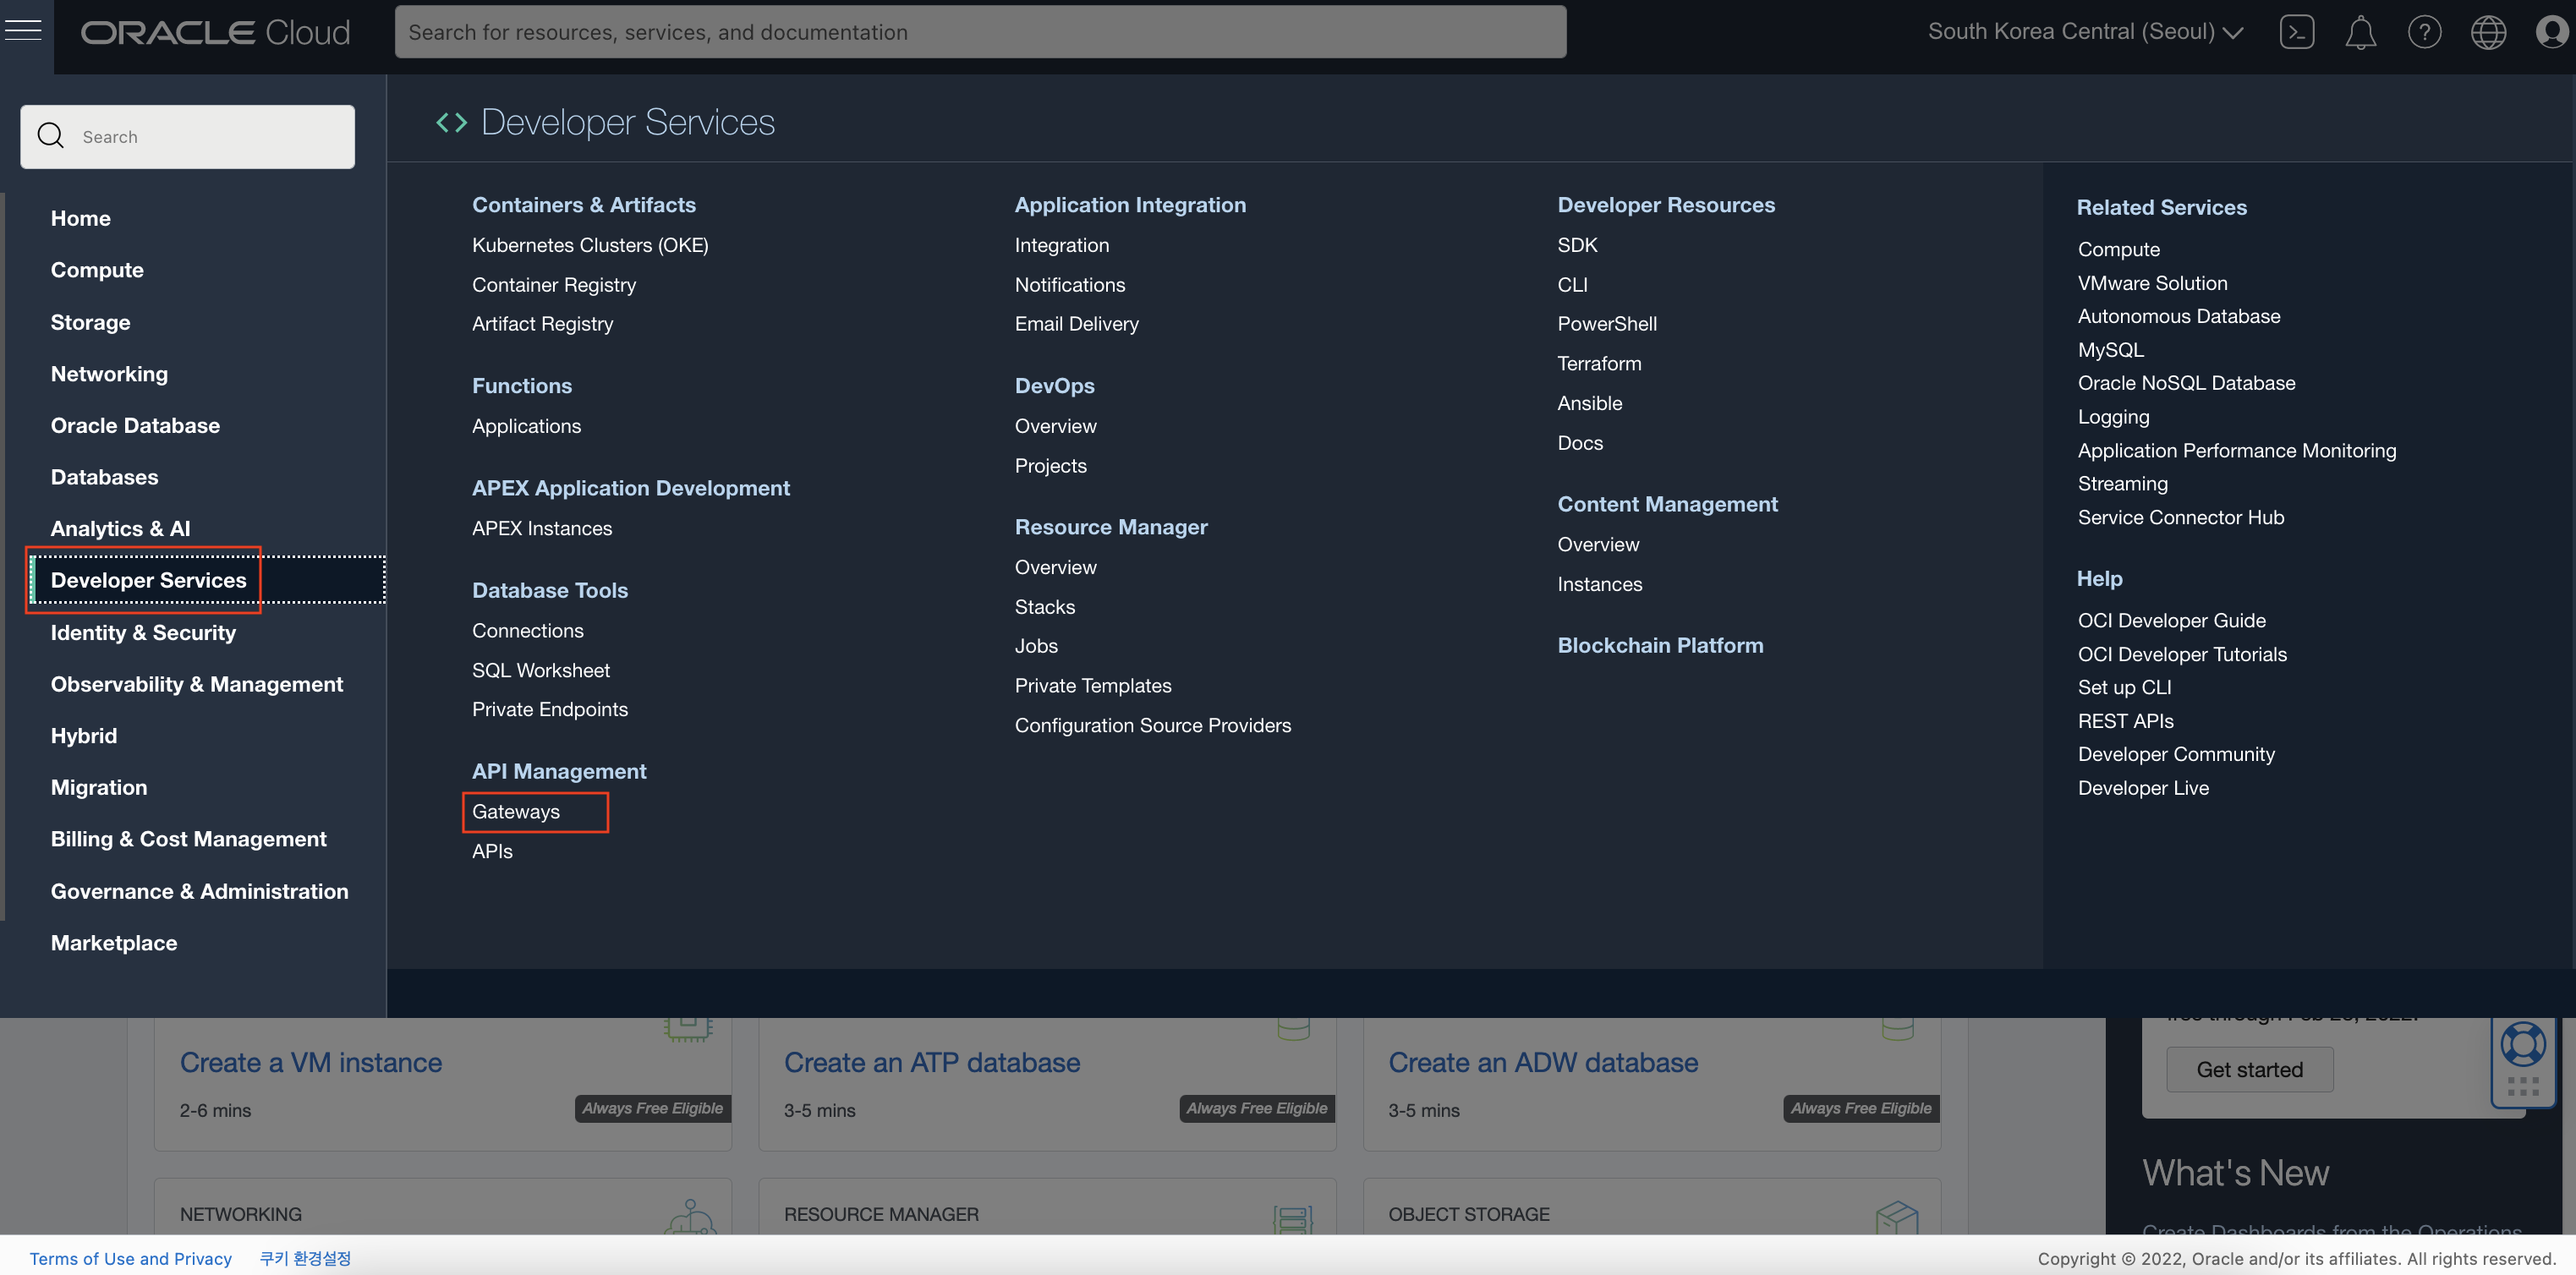 ORACLE Cloud
Search for resources, services, and documentation
South Korea Central (Seoul)
Search
Home
Compute
Storage
Networking
Oracle Database
Databases
Analytics & AI
Developer Services
Identity & Security
Observability & Management
Hybrid
Migration
Billing & Cost Management
Governance & Administration
Marketplace
Developer Services
Containers & Artifacts
Kubernetes Clusters (OKE)
Container Registry
Artifact Registry
Functions
Applications
APEX Application Development
APEX Instances
Database Tools
Connections
SQL Worksheet
Private Endpoints
API Management
Gateways
APIs
Application Integration
Integration
Notifications
Email Delivery
DevOps
Overview
Projects
Resource Manager
Overview
Stacks
Jobs
Private Templates
Configuration Source Providers
Developer Resources
SDK
CLI
PowerShell
Terraform
Ansible
Docs
Content Management
Overview
Instances
Blockchain Platform
Related Services
Compute
VMware Solution
Autonomous Database
MySQL
Oracle NoSQL Database
Logging
Application Performance Monitoring
Streaming
Service Connector Hub
Help
OCI Developer Guide
OCI Developer Tutorials
Set up CLI
REST APIs
Developer Community
Developer Live
Create a VM instance
2-6 mins
Always Free Eligible
Create an ATP database
3-5 mins
Always Free Eligible
Create an ADW database
3-5 mins
Always Free Eligible
Get started
NETWORKING
RESOURCE MANAGER
OBJECT STORAGE
What's New
Create Dashboards from the Operations
Terms of Use and Privacy
쿠키 환경설정
Copyright © 2022, Oracle and/or its affiliates. All rights reserved.